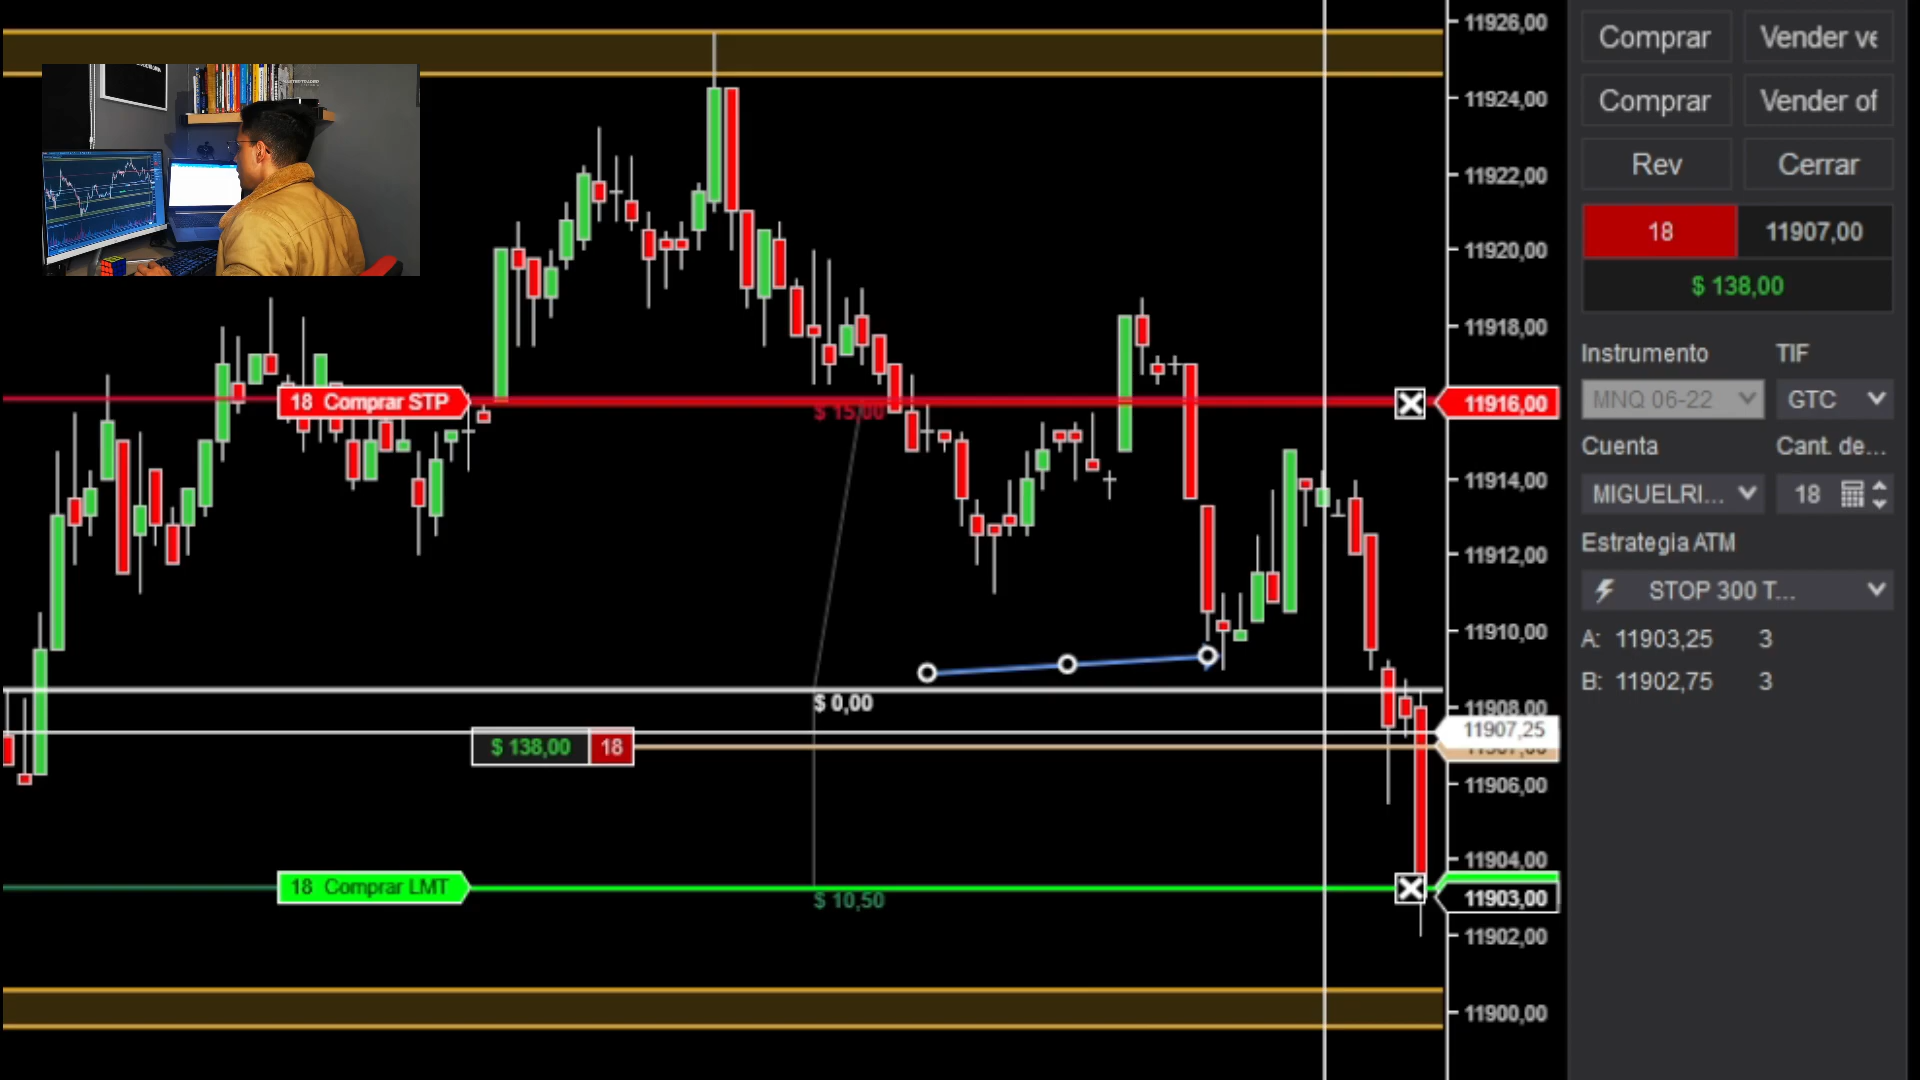 11926,00
Comprar
Vender ve
11924,00
Comprar
Vender of
11922,00
Rev
Cerrar
11920,00
18
11907,00
$ 138,00
11918,00
Instrumento
TIF
18 Comprar STP
$ 15,00
11916,00
MNQ 06-22
GTC
Cuenta
Cant. de...
11914,00
MIGUELRI...
18
11912,00
Estrategia ATM
STOP 300 T...
11910,00
A: 11903,25 3
B: 11902,75 3
$ 0,00
11908,00
11907,25
$ 138,00 18
11907,00
11906,00
11904,00
18 Comprar LMT
$ 10,50
11903,00
11902,00
11900,00